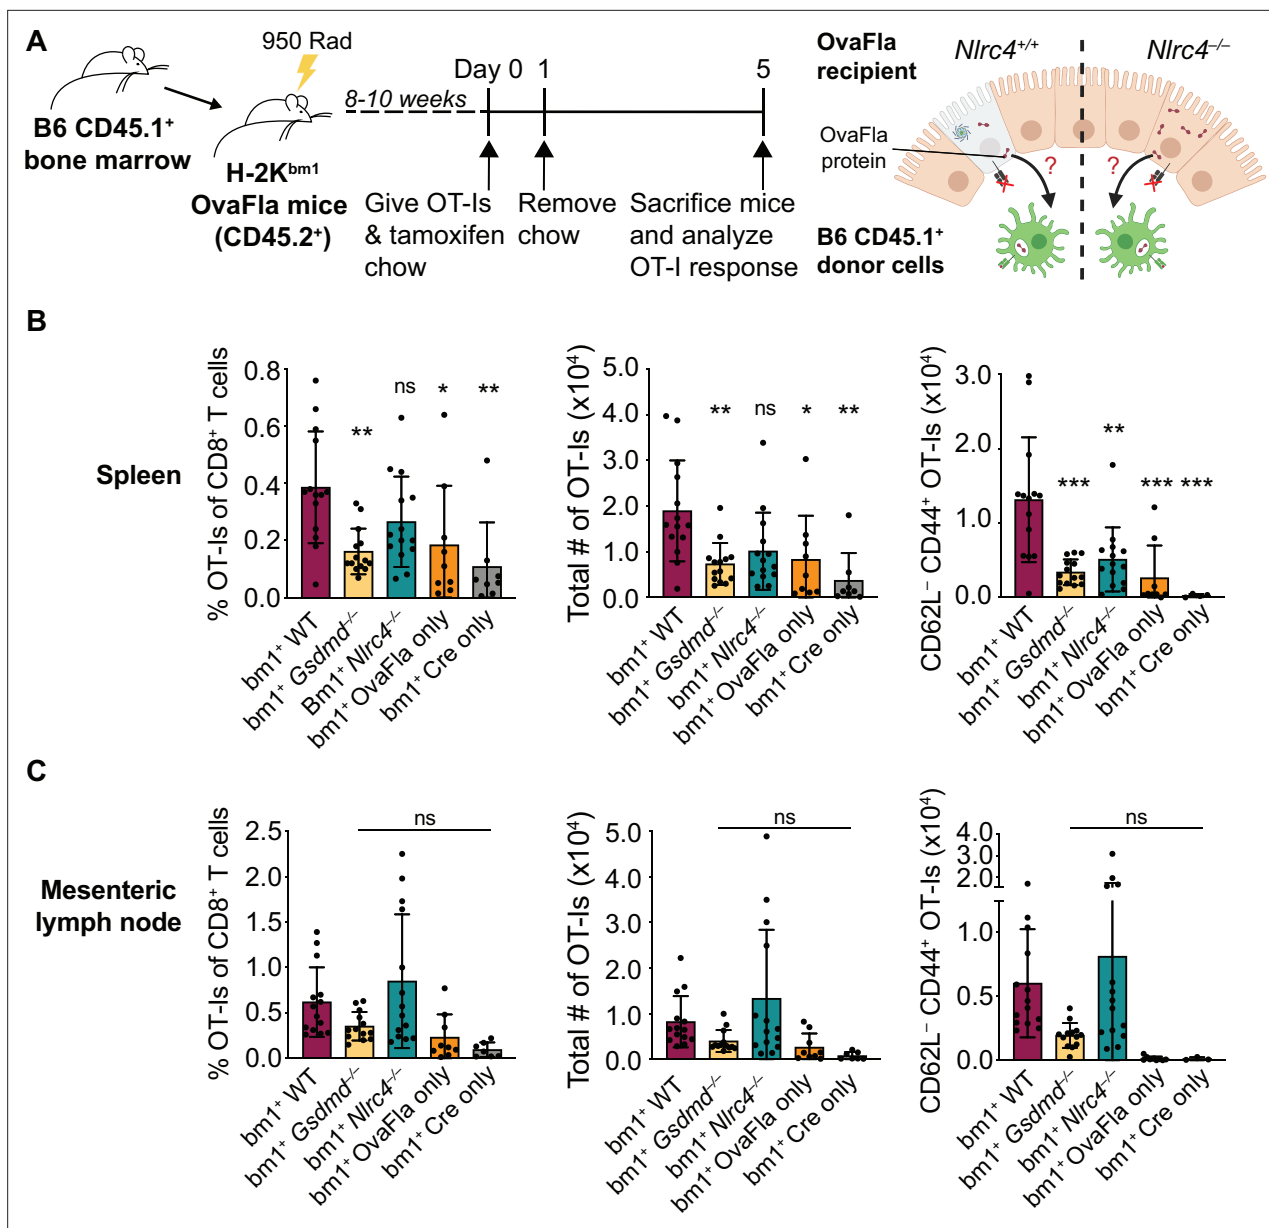 A
950 Rad
Day 0 1 5
8-10 weeks
B6 CD45.1⁺
bone marrow
H-2Kᵇᵐ¹
OvaFla mice
(CD45.2⁺)
Give OT-Is
& tamoxifen
chow
Remove
chow
Sacrifice mice
and analyze
OT-I response
OvaFla
recipient
Nlrc4⁺/⁺
Nlrc4⁻/⁻
OvaFla
protein
?
?
B6 CD45.1⁺
donor cells
B
Spleen
% OT-Is of CD8⁺ T cells
0.8
0.6
0.4
0.2
0.0
**
ns
*
**
bm1⁺ WT
bm1⁺ Gsdmd⁻/⁻
Bm1⁺ Nlrc4⁻/⁻
bm1⁺ OvaFla only
bm1⁺ Cre only
Total # of OT-Is (x10⁴)
5.0
4.0
3.0
2.0
1.0
0.0
**
ns
*
**
bm1⁺ WT
bm1⁺ Gsdmd⁻/⁻
bm1⁺ Nlrc4⁻/⁻
bm1⁺ OvaFla only
bm1⁺ Cre only
CD62L⁻ CD44⁺ OT-Is (x10⁴)
3.0
2.0
1.0
0.0
***
**
***
***
bm1⁺ WT
bm1⁺ Gsdmd⁻/⁻
bm1⁺ Nlrc4⁻/⁻
bm1⁺ OvaFla only
bm1⁺ Cre only
C
Mesenteric
lymph node
% OT-Is of CD8⁺ T cells
2.5
2.0
1.5
1.0
0.5
0.0
ns
bm1⁺ WT
bm1⁺ Gsdmd⁻/⁻
bm1⁺ Nlrc4⁻/⁻
bm1⁺ OvaFla only
bm1⁺ Cre only
Total # of OT-Is (x10⁴)
5.0
4.0
3.0
2.0
1.0
0.0
ns
bm1⁺ WT
bm1⁺ Gsdmd⁻/⁻
bm1⁺ Nlrc4⁻/⁻
bm1⁺ OvaFla only
bm1⁺ Cre only
CD62L⁻ CD44⁺ OT-Is (x10⁴)
4.0
3.0
2.0
1.0
0.5
0.0
ns
bm1⁺ WT
bm1⁺ Gsdmd⁻/⁻
bm1⁺ Nlrc4⁻/⁻
bm1⁺ OvaFla only
bm1⁺ Cre only